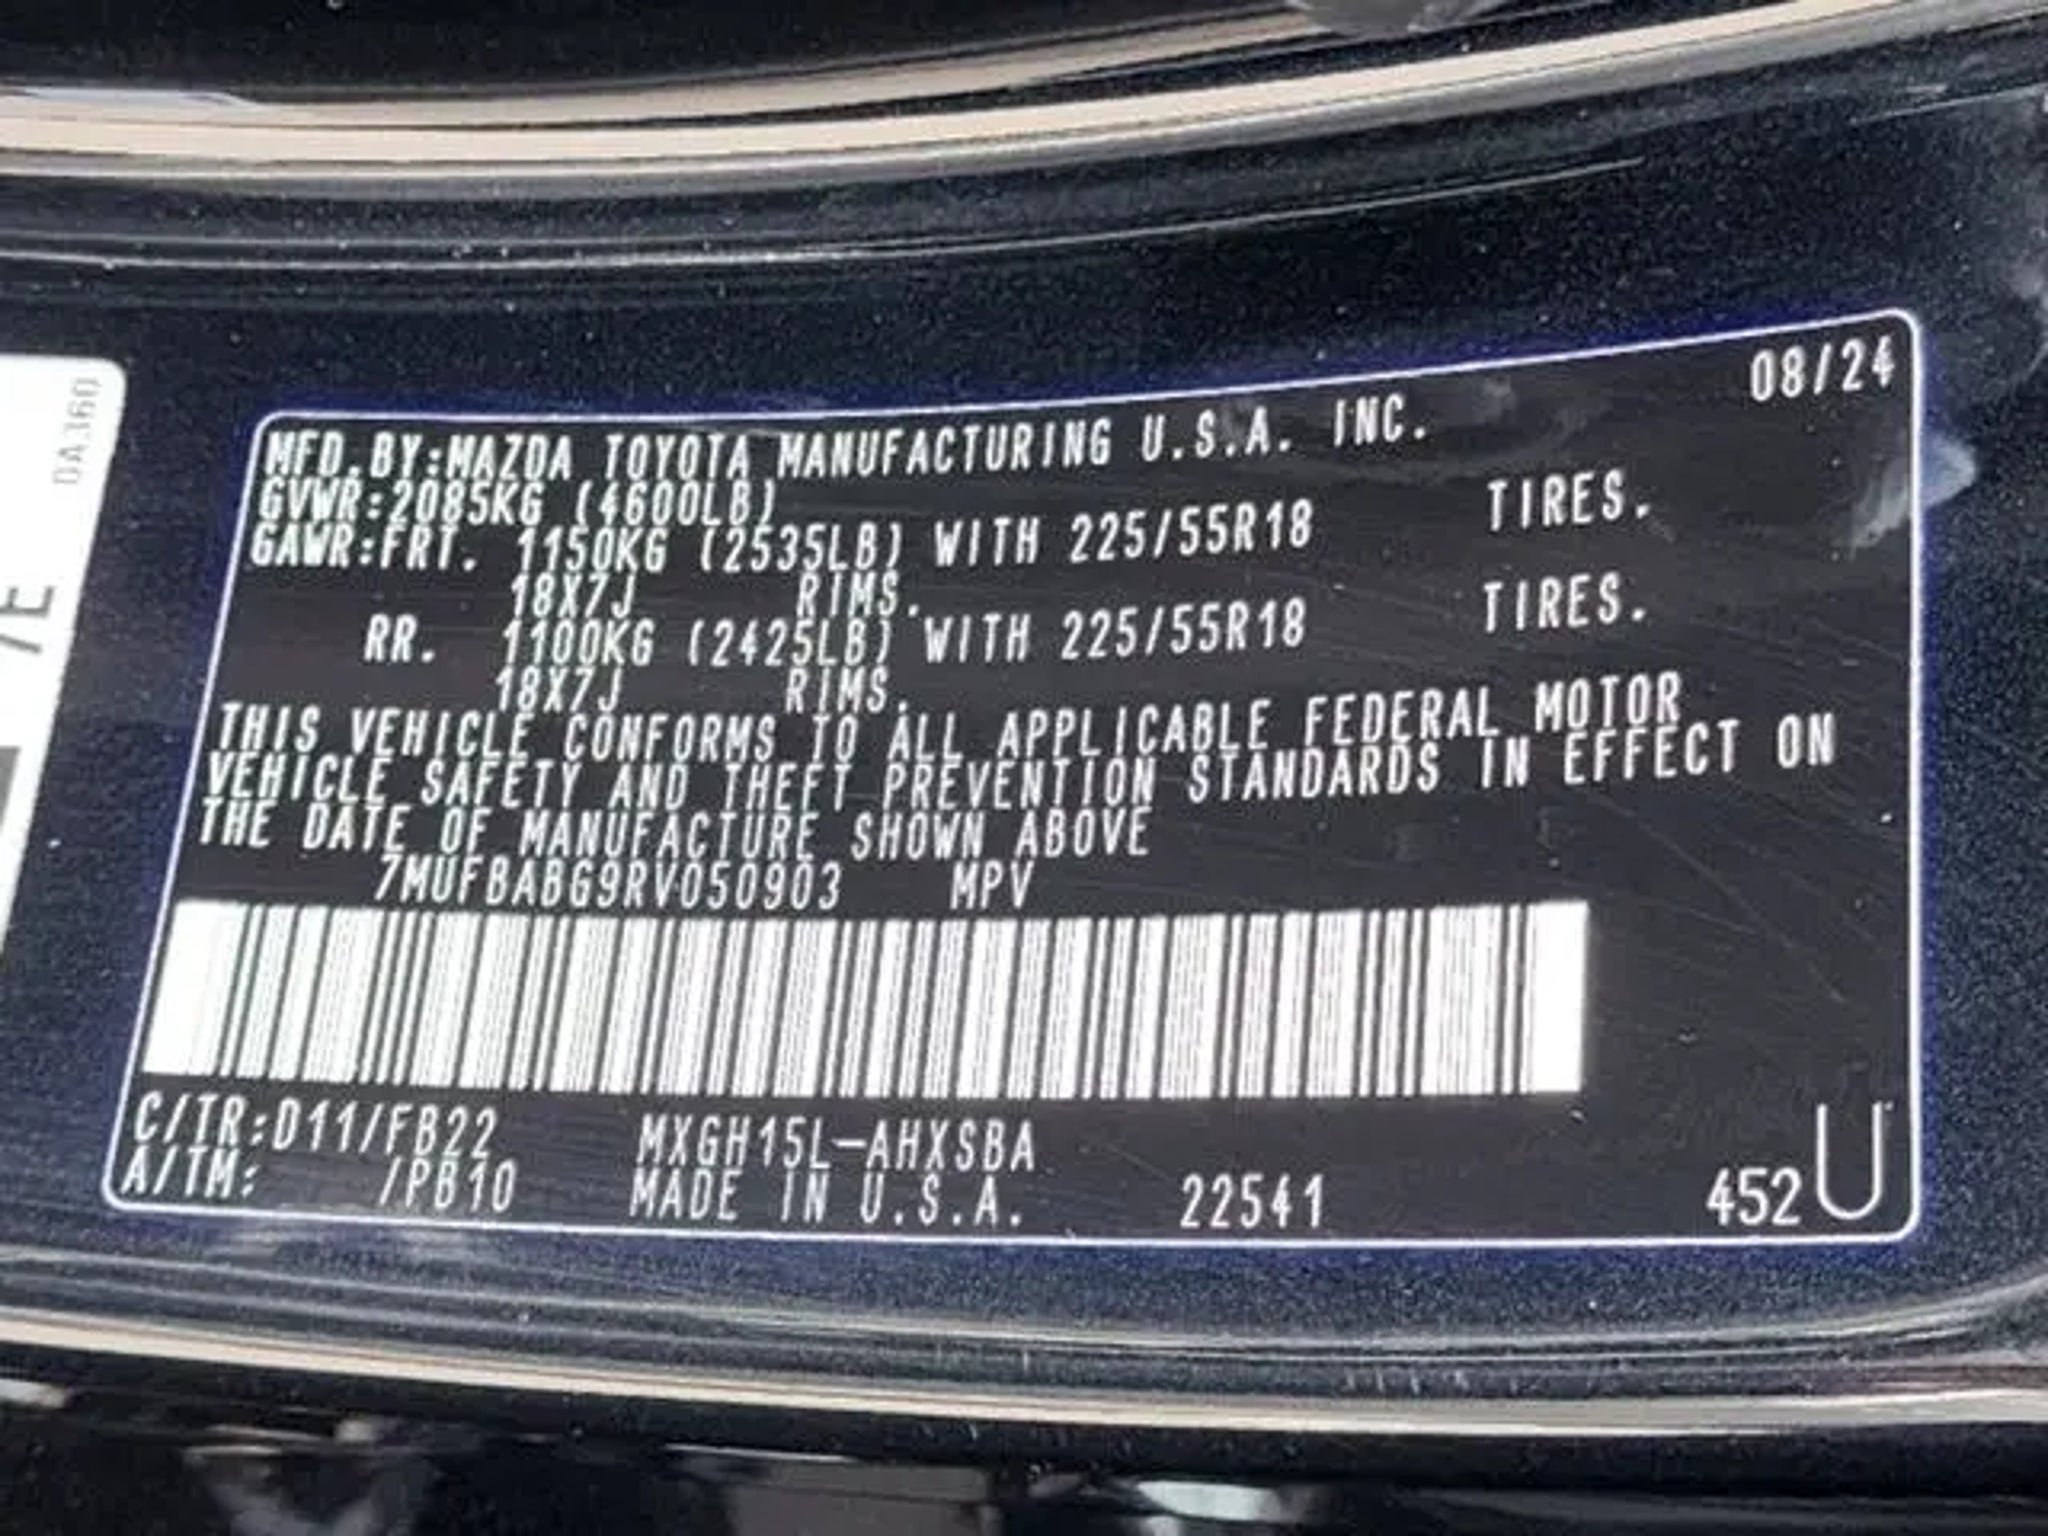 DA360
/E
08/24
MFD.BY:MAZDA TOYOTA MANUFACTURING U.S.A. INC.
GVWR:2085KG (4600LB)
GAWR:FRT. 1150KG (2535LB) WITH 225/55R18 TIRES.
18X7J RIMS.
RR. 1100KG (2425LB) WITH 225/55R18 TIRES.
18X7J RIMS.
THIS VEHICLE CONFORMS TO ALL APPLICABLE FEDERAL MOTOR
VEHICLE SAFETY AND THEFT PREVENTION STANDARDS IN EFFECT ON
THE DATE OF MANUFACTURE SHOWN ABOVE
7MUFBABG9RV050903 MPV
C/TR:D11/FB22 MXGH15L-AHXSBA
A/TM: /PB10 MADE IN U.S.A. 22541 452U